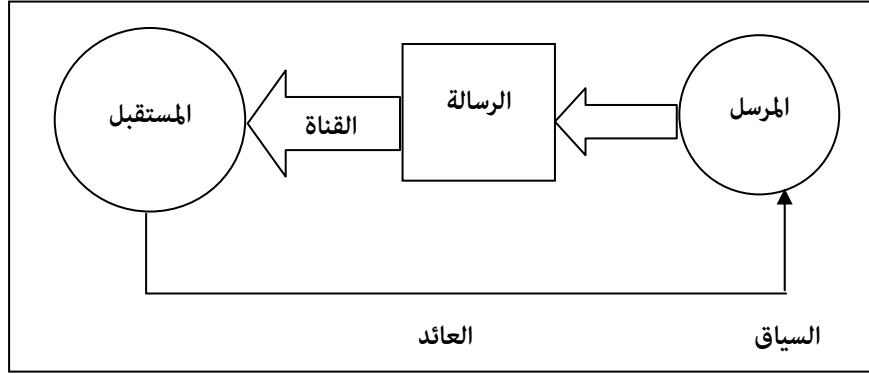 المرسل
الرسالة
القناة
المستقبل
العائد
السياق